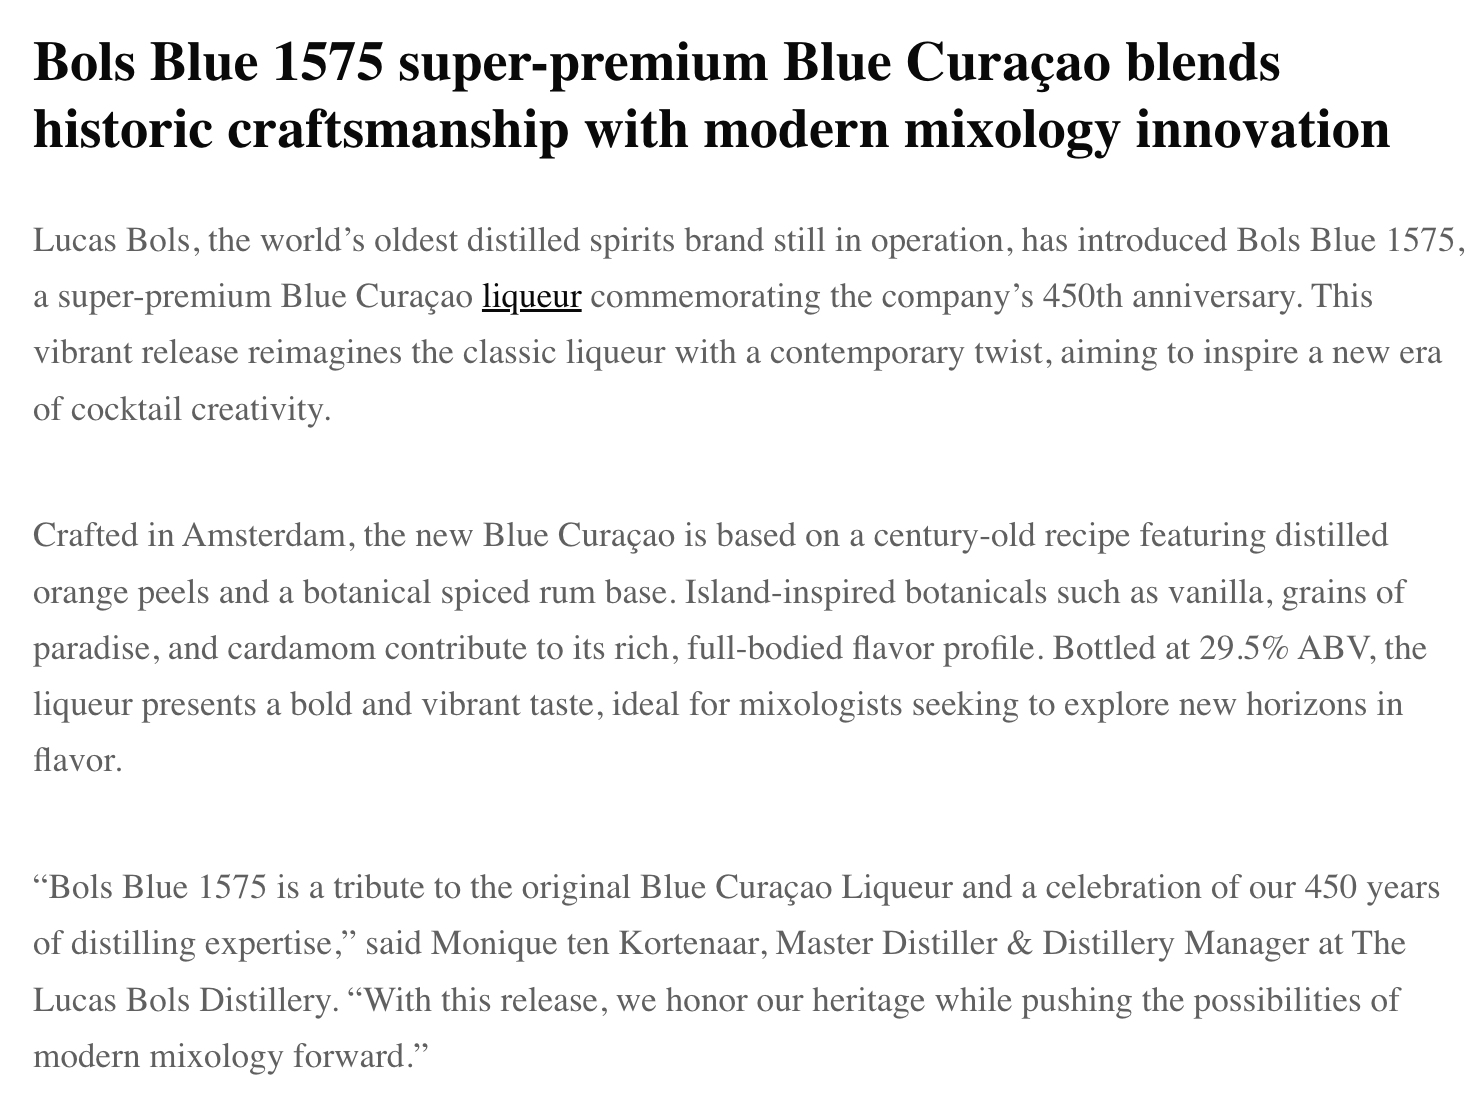 Bols Blue 1575 super-premium Blue Curaçao blends
historic craftsmanship with modern mixology innovation
Lucas Bols, the world’s oldest distilled spirits brand still in operation, has introduced Bols Blue 1575,
a super-premium Blue Curaçao liqueur commemorating the company’s 450th anniversary. This
vibrant release reimagines the classic liqueur with a contemporary twist, aiming to inspire a new era
of cocktail creativity.
Crafted in Amsterdam, the new Blue Curaçao is based on a century-old recipe featuring distilled
orange peels and a botanical spiced rum base. Island-inspired botanicals such as vanilla, grains of
paradise, and cardamom contribute to its rich, full-bodied flavor profile. Bottled at 29.5% ABV, the
liqueur presents a bold and vibrant taste, ideal for mixologists seeking to explore new horizons in
flavor.
“Bols Blue 1575 is a tribute to the original Blue Curaçao Liqueur and a celebration of our 450 years
of distilling expertise,” said Monique ten Kortenaar, Master Distiller & Distillery Manager at The
Lucas Bols Distillery. “With this release, we honor our heritage while pushing the possibilities of
modern mixology forward.”